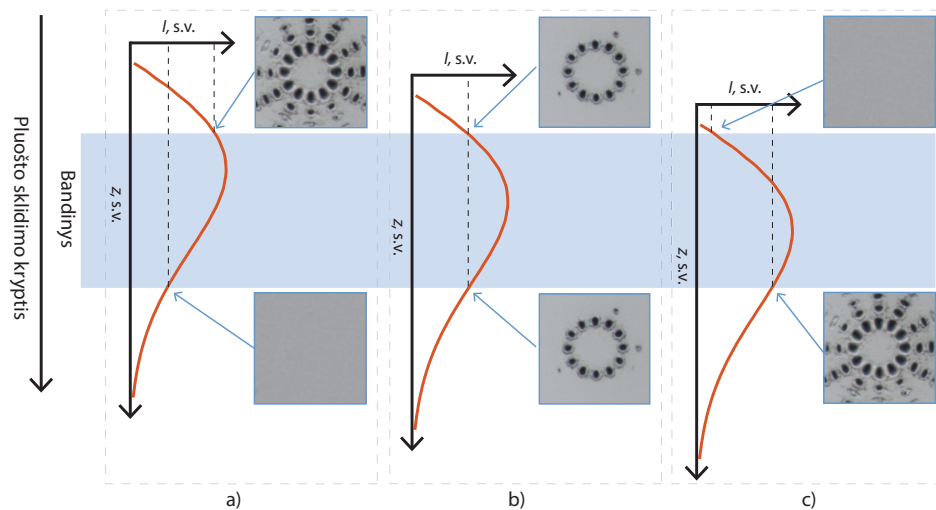 Pluošto sklidimo kryptis
Bandinys
I, s.v.
z, s.v.
a)
I, s.v.
z, s.v.
b)
I, s.v.
z, s.v.
c)